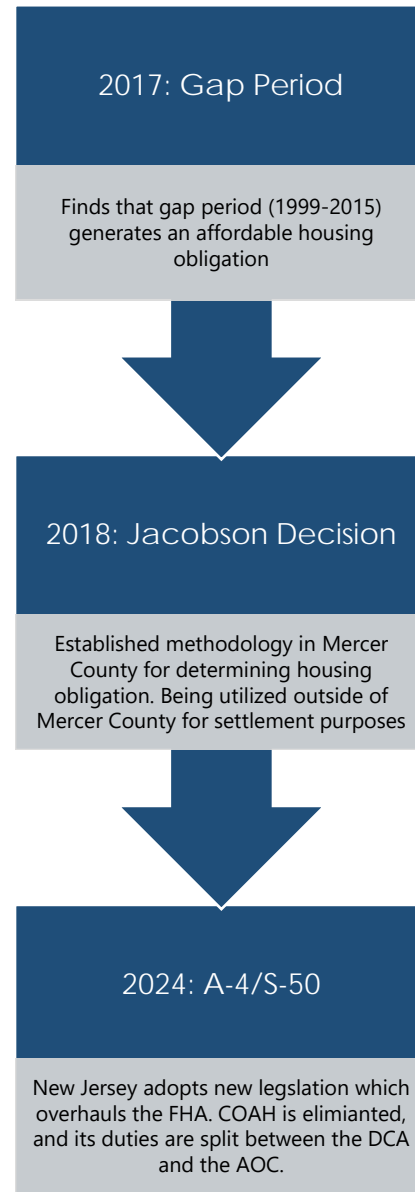 2017: Gap Period
Finds that gap period (1999-2015)
generates an affordable housing
obligation
2018: Jacobson Decision
Established methodology in Mercer
County for determining housing
obligation. Being utilized outside of
Mercer County for settlement purposes
2024: A-4/S-50
New Jersey adopts new legslation which
overhauls the FHA. COAH is elimianted,
and its duties are split between the DCA
and the AOC.